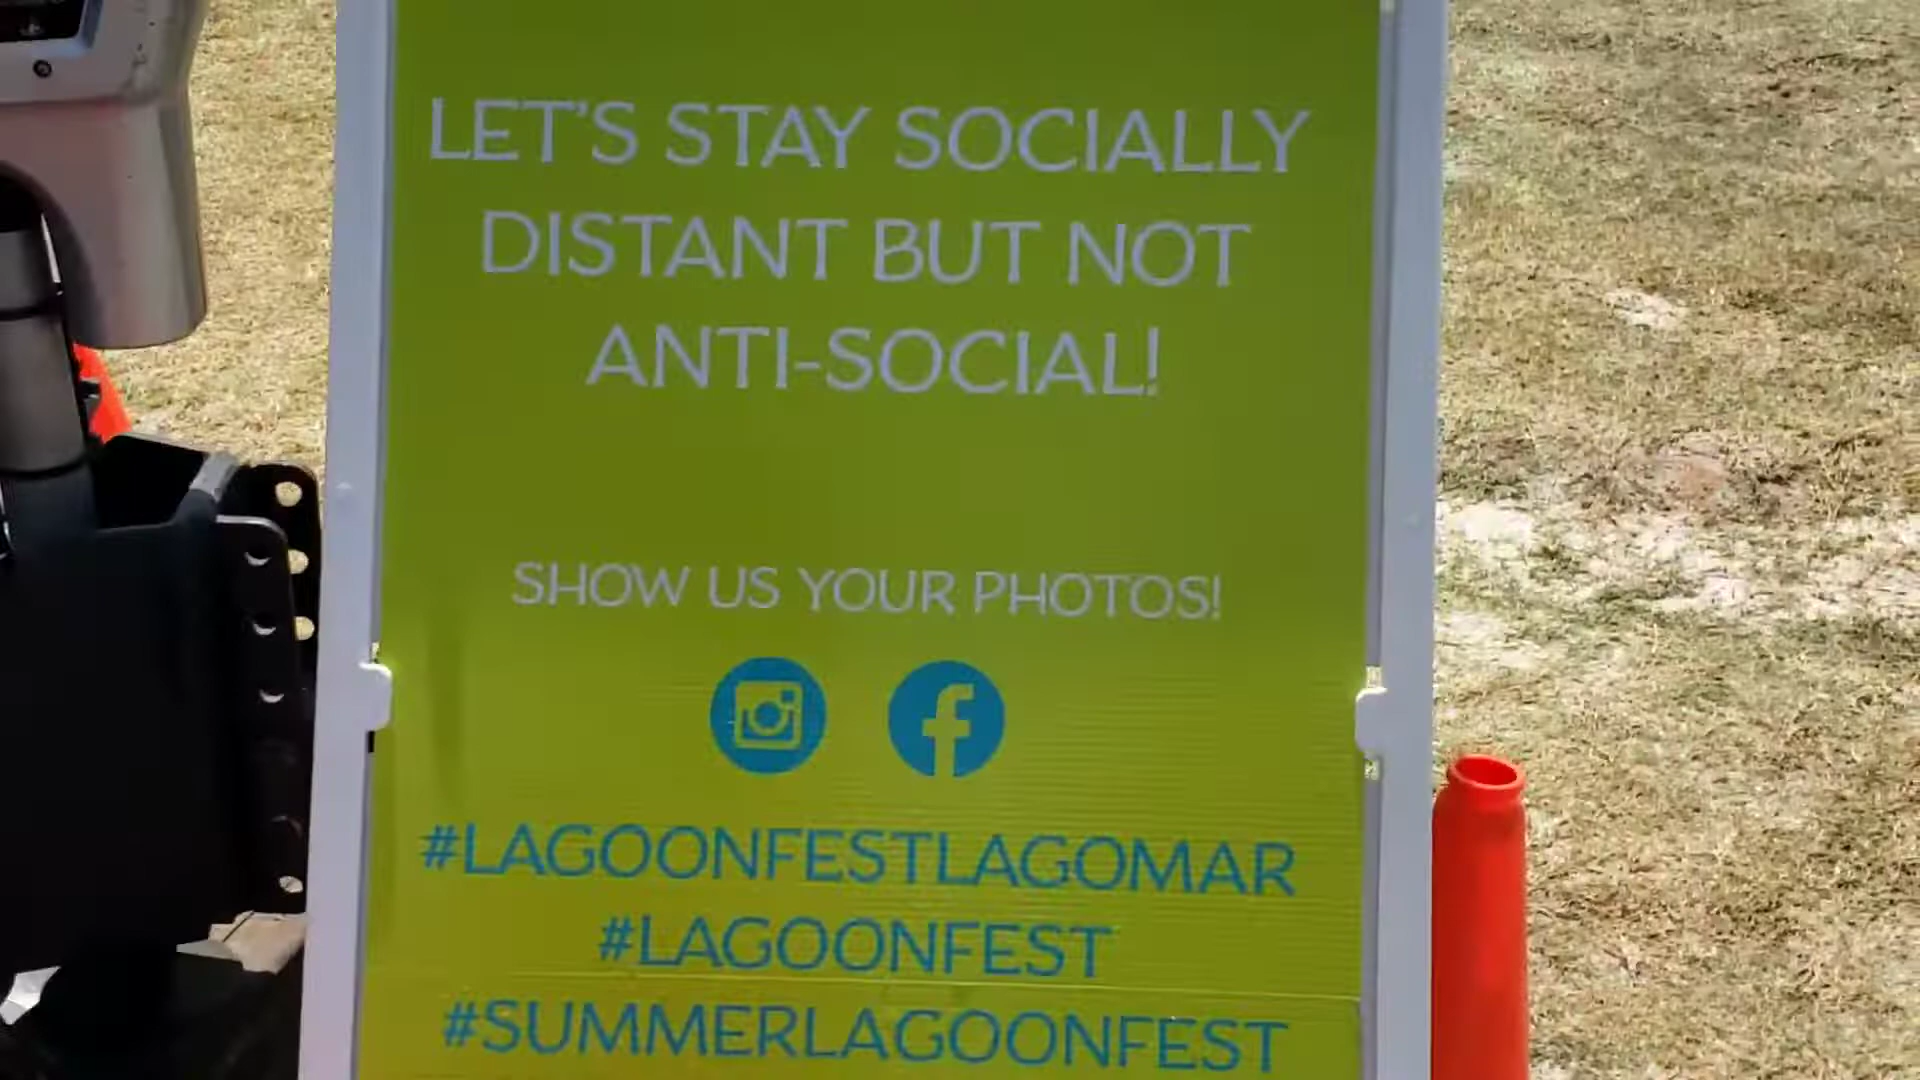 LET'S STAY SOCIALLY
DISTANT BUT NOT
ANTI-SOCIAL!
SHOW US YOUR PHOTOS!
#LAGOONFESTLAGOMAR
#LAGOONFEST
#SUMMERLAGOONFEST